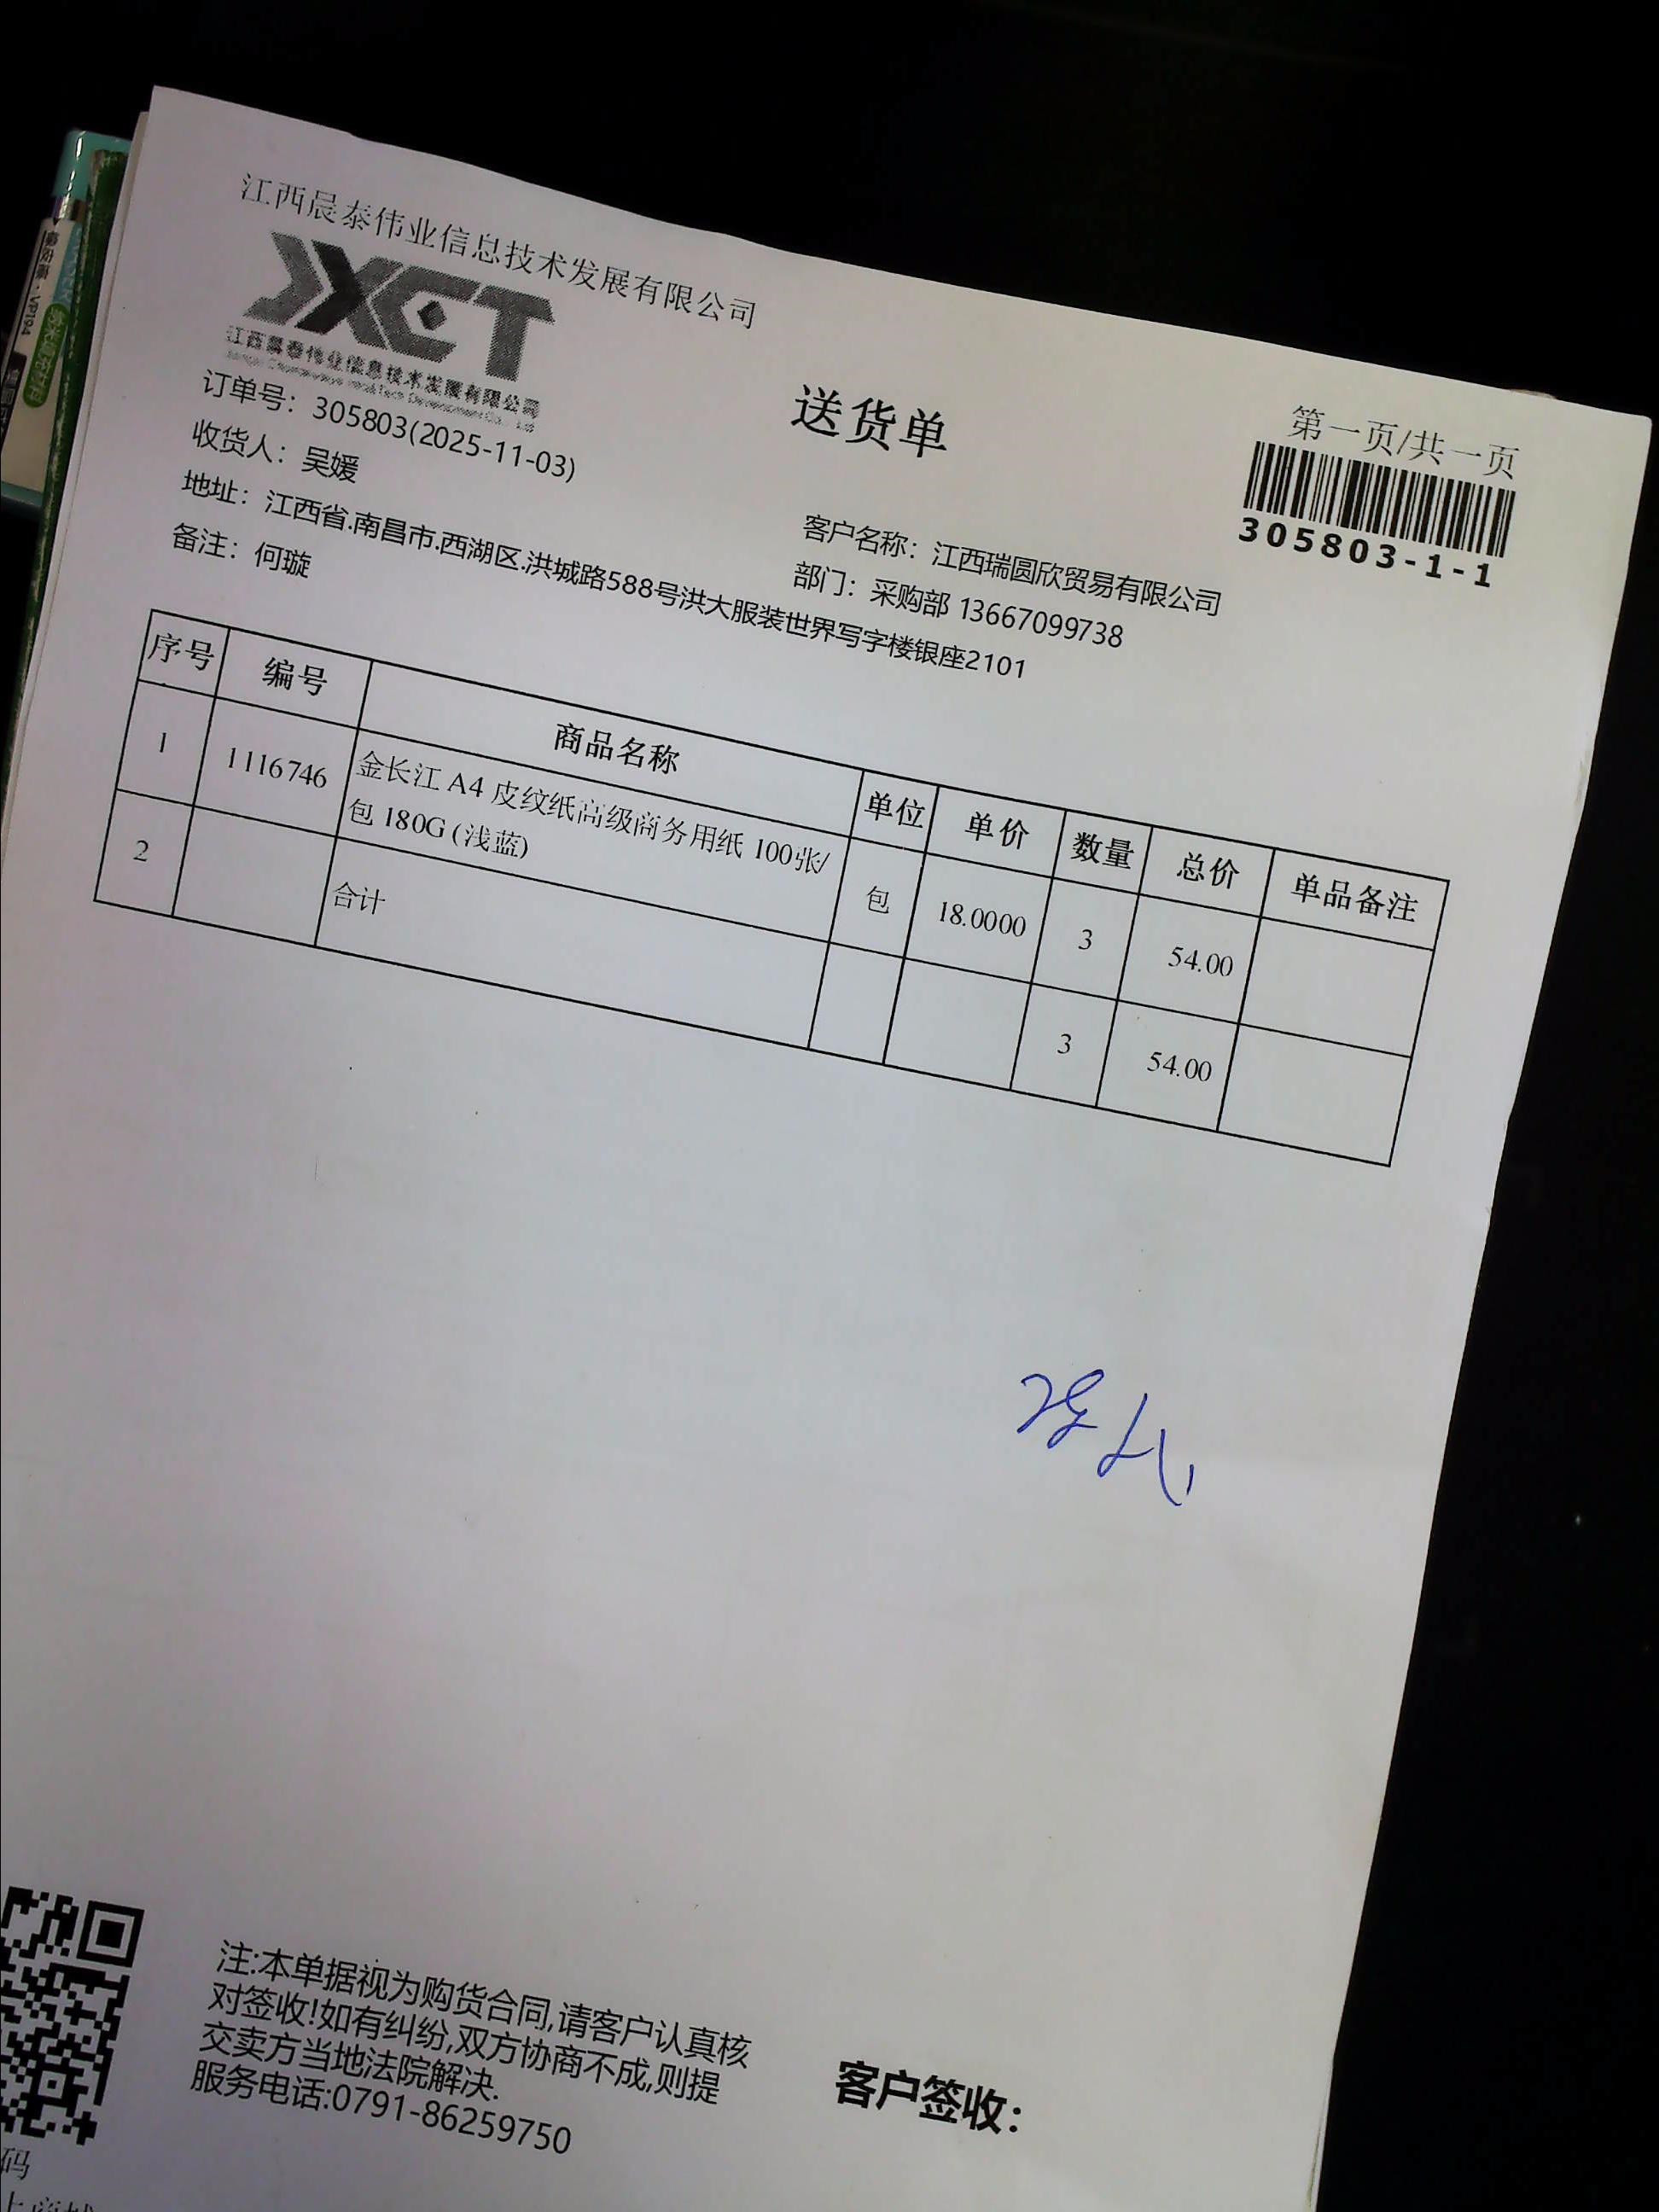 江西晨泰伟业信息技术发展有限公司
JXCT
江西晨泰伟业信息技术发展有限公司
送货单
第一页/共一页
305803-1-1
订单号：305803(2025-11-03)
收货人：吴媛
客户名称：江西瑞圆欣贸易有限公司
部门：采购部 13667099738
地址：江西省.南昌市.西湖区.洪城路588号洪大服装世界写字楼银座2101
备注：何璇
序号 编号 商品名称 单位 单价 数量 总价 单品备注
1 1116746 金长江 A4 皮纹纸高级商务用纸 100张/
包 180G (浅蓝) 包 18.0000 3 54.00
2 合计 3 54.00
注:本单据视为购货合同,请客户认真核
对签收!如有纠纷,双方协商不成,则提
交卖方当地法院解决.
服务电话:0791-86259750
客户签收：
码
VP194